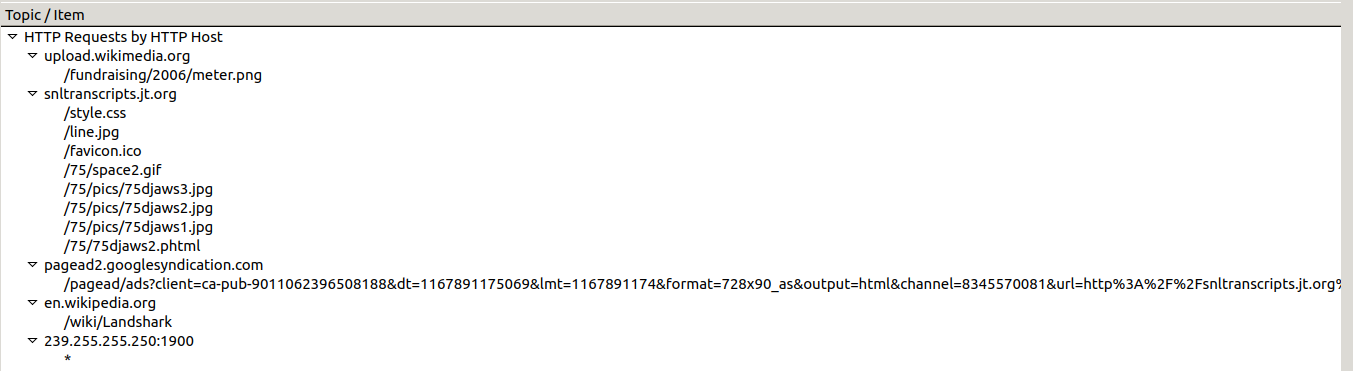 Topic / Item
HTTP Requests by HTTP Host
upload.wikimedia.org
/fundraising/2006/meter.png
snltranscripts.jt.org
/style.css
/line.jpg
/favicon.ico
/75/space2.gif
/75/pics/75djaws3.jpg
/75/pics/75djaws2.jpg
/75/pics/75djaws1.jpg
/75/75djaws2.phtml
pagead2.googlesyndication.com
/pagead/ads?client=ca-pub-9011062396508188&dt=1167891175069&lmt=1167891174&format=728x90_as&output=html&channel=8345570081&url=http%3A%2F%2Fsnltranscripts.jt.org%
en.wikipedia.org
/wiki/Landshark
239.255.255.250:1900
*